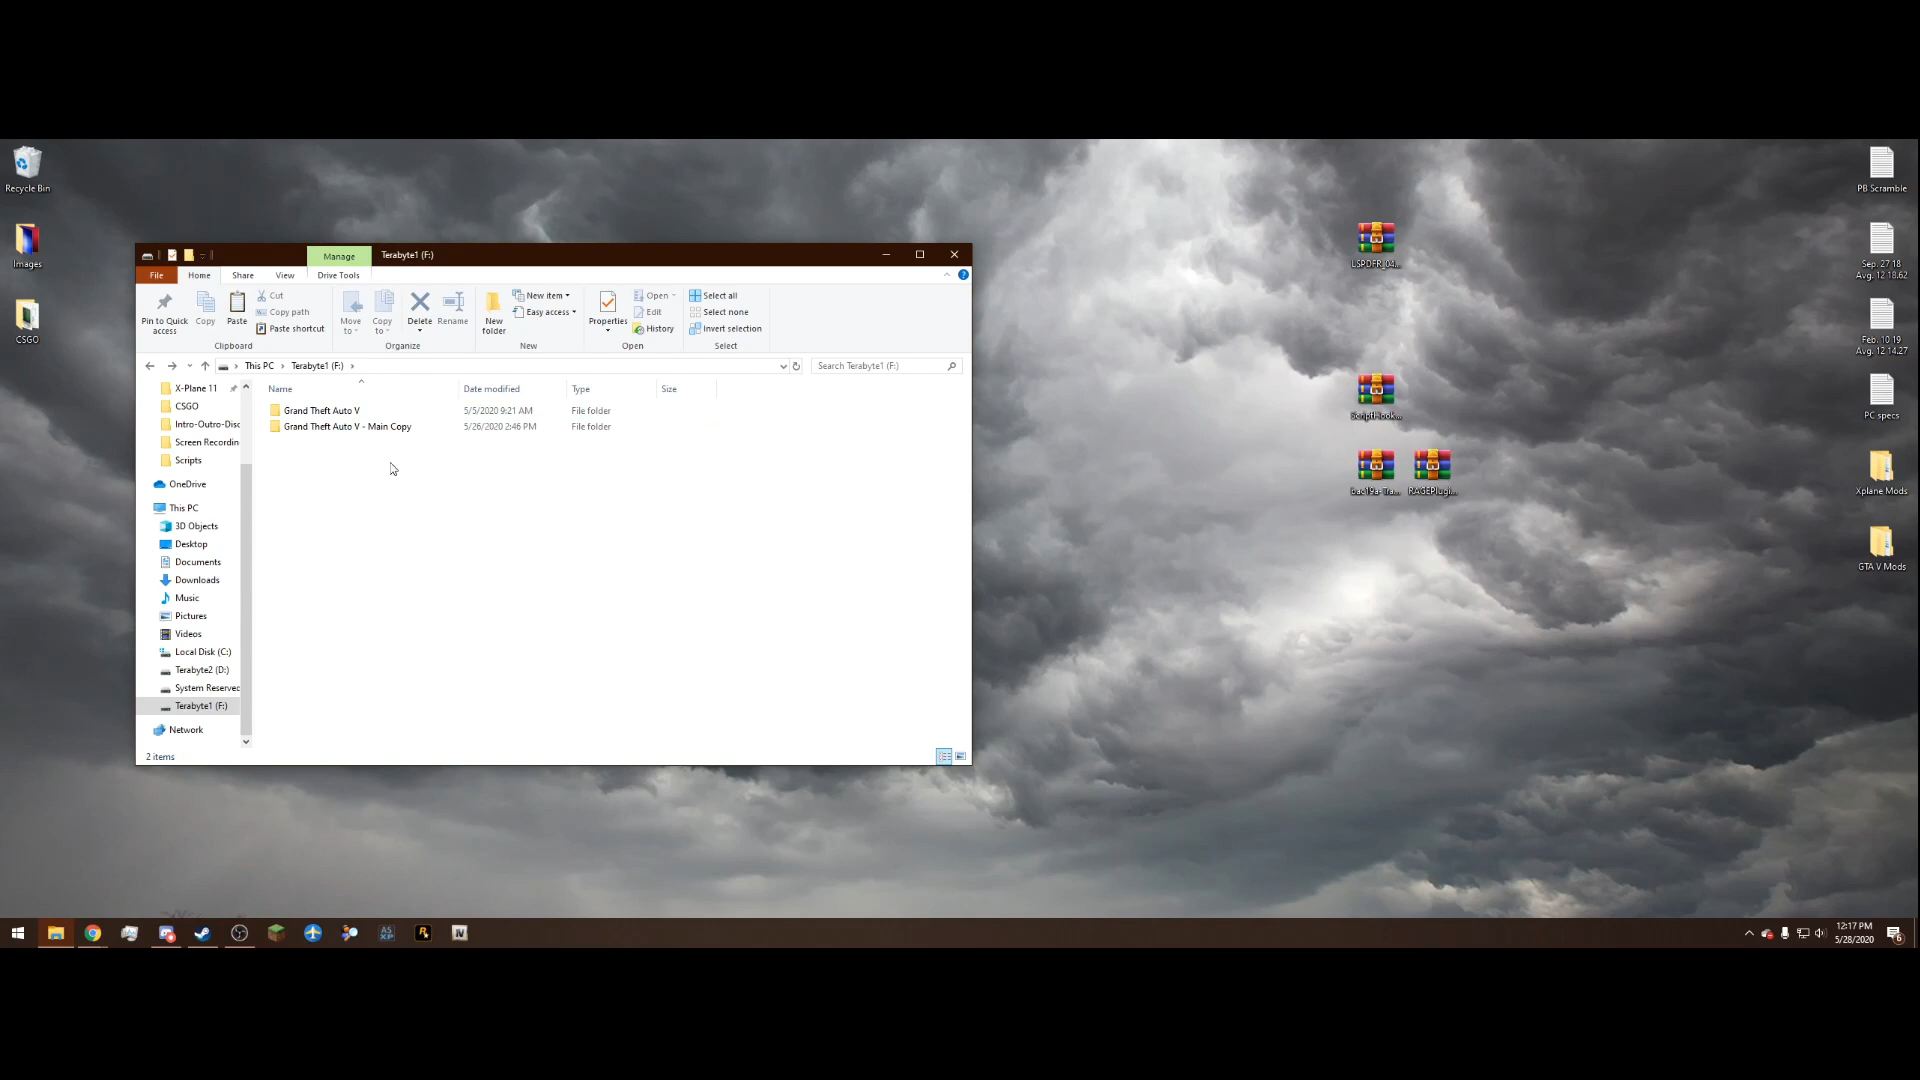 Recycle Bin
Images
CSGO
Manage
Terabyte1 (F:)
File
Home
Share
View
Drive Tools
Pin to Quick access
Copy
Paste
Cut
Copy path
Paste shortcut
Clipboard
Move to
Copy to
Delete
Rename
Organize
New folder
New item
Easy access
New
Properties
Open
Edit
History
Open
Select all
Select none
Invert selection
Select
This PC > Terabyte1 (F:) >
Search Terabyte1 (F:)
Name Date modified Type Size
Grand Theft Auto V 5/5/2020 9:21 AM File folder
Grand Theft Auto V - Main Copy 5/26/2020 2:46 PM File folder
X-Plane 11
CSGO
Intro-Outro-Disc
Screen Recordin
Scripts
OneDrive
This PC
3D Objects
Desktop
Documents
Downloads
Music
Pictures
Videos
Local Disk (C:)
Terabyte2 (D:)
System Reserved
Terabyte1 (F:)
Network
2 items
LSPDFR_04...
ScriptHook...
RAGEPlugi...
PB Scramble
Sep. 27 18
Avg. 12 18.62
Feb. 10 19
Avg. 12 14.27
PC specs
Xplane Mods
GTA V Mods
12:17 PM
5/28/2020
6